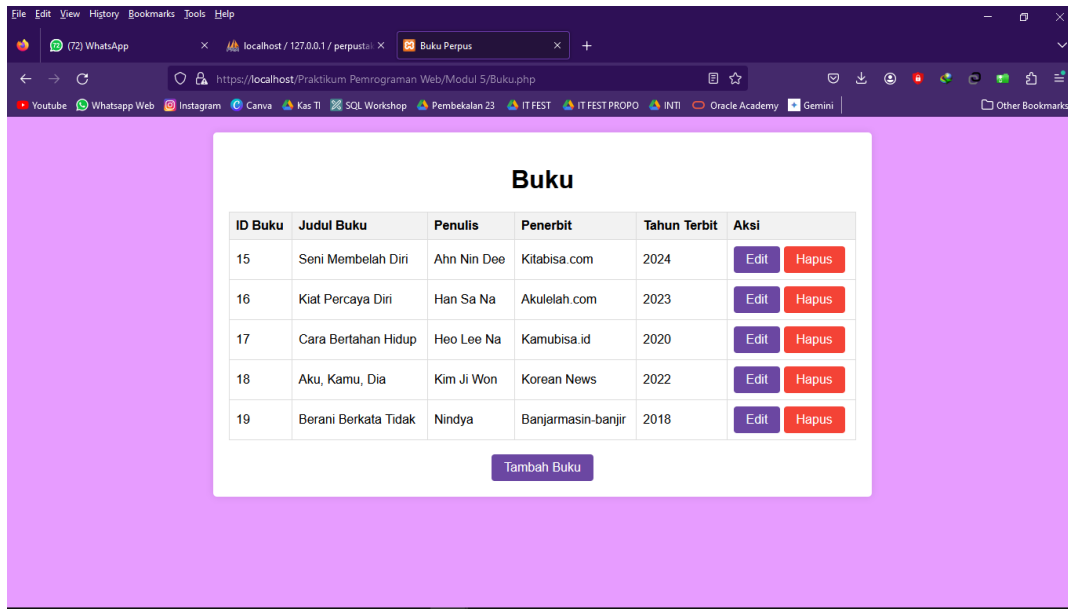 File Edit View History Bookmarks Tools Help
(72) WhatsApp localhost / 127.0.0.1 / perpustak Buku Perpus
https://localhost/Praktikum Pemrograman Web/Modul 5/Buku.php
Youtube Whatsapp Web Instagram Canva Kas TI SQL Workshop Pembekalan 23 IT FEST IT FEST PROPO INTI Oracle Academy Gemini Other Bookmarks
Buku
ID Buku Judul Buku Penulis Penerbit Tahun Terbit Aksi
15 Seni Membelah Diri Ahn Nin Dee Kitabisa.com 2024 Edit Hapus
16 Kiat Percaya Diri Han Sa Na Akulelah.com 2023 Edit Hapus
17 Cara Bertahan Hidup Heo Lee Na Kamubisa.id 2020 Edit Hapus
18 Aku, Kamu, Dia Kim Ji Won Korean News 2022 Edit Hapus
19 Berani Berkata Tidak Nindya Banjarmasin-banjir 2018 Edit Hapus
Tambah Buku